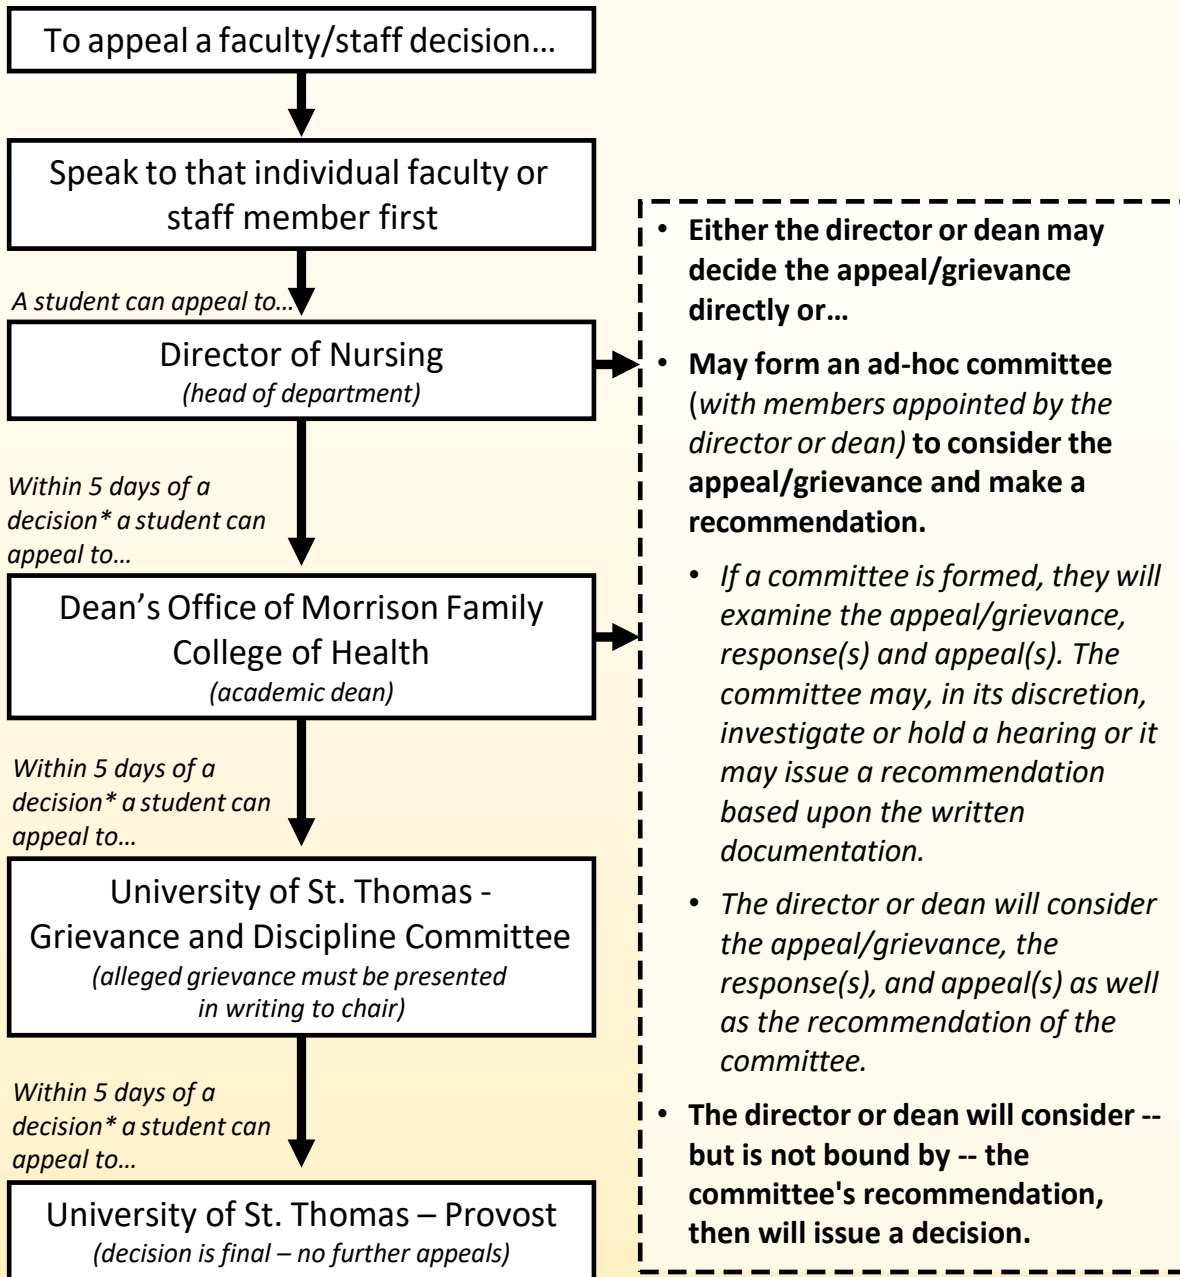 To appeal a faculty/staff decision…
Speak to that individual faculty or
staff member first
A student can appeal to…
Director of Nursing
(head of department)
Within 5 days of a
decision* a student can
appeal to…
Dean’s Office of Morrison Family
College of Health
(academic dean)
Within 5 days of a
decision* a student can
appeal to…
University of St. Thomas -
Grievance and Discipline Committee
(alleged grievance must be presented
in writing to chair)
Within 5 days of a
decision* a student can
appeal to…
University of St. Thomas – Provost
(decision is final – no further appeals)
• Either the director or dean may
decide the appeal/grievance
directly or…
• May form an ad-hoc committee
(with members appointed by the
director or dean) to consider the
appeal/grievance and make a
recommendation.
• If a committee is formed, they will
examine the appeal/grievance,
response(s) and appeal(s). The
committee may, in its discretion,
investigate or hold a hearing or it
may issue a recommendation
based upon the written
documentation.
• The director or dean will consider
the appeal/grievance, the
response(s), and appeal(s) as well
as the recommendation of the
committee.
• The director or dean will consider --
but is not bound by -- the
committee's recommendation,
then will issue a decision.